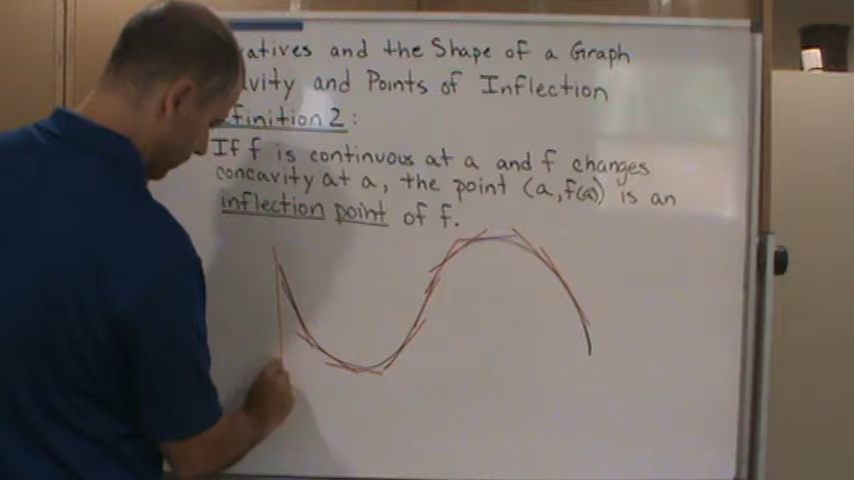 atives and the Shape of a Graph
vity and Points of Inflection
finition 2:
If f is continuous at a and f changes
concavity at a, the point (a, f(a)) is an
inflection point of f.